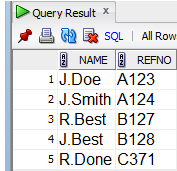 Query Result ×
SQL | All Row
NAME REFNO
1 J.Doe A123
2 J.Smith A124
3 R.Best B127
4 J.Best B128
5 R.Done C371